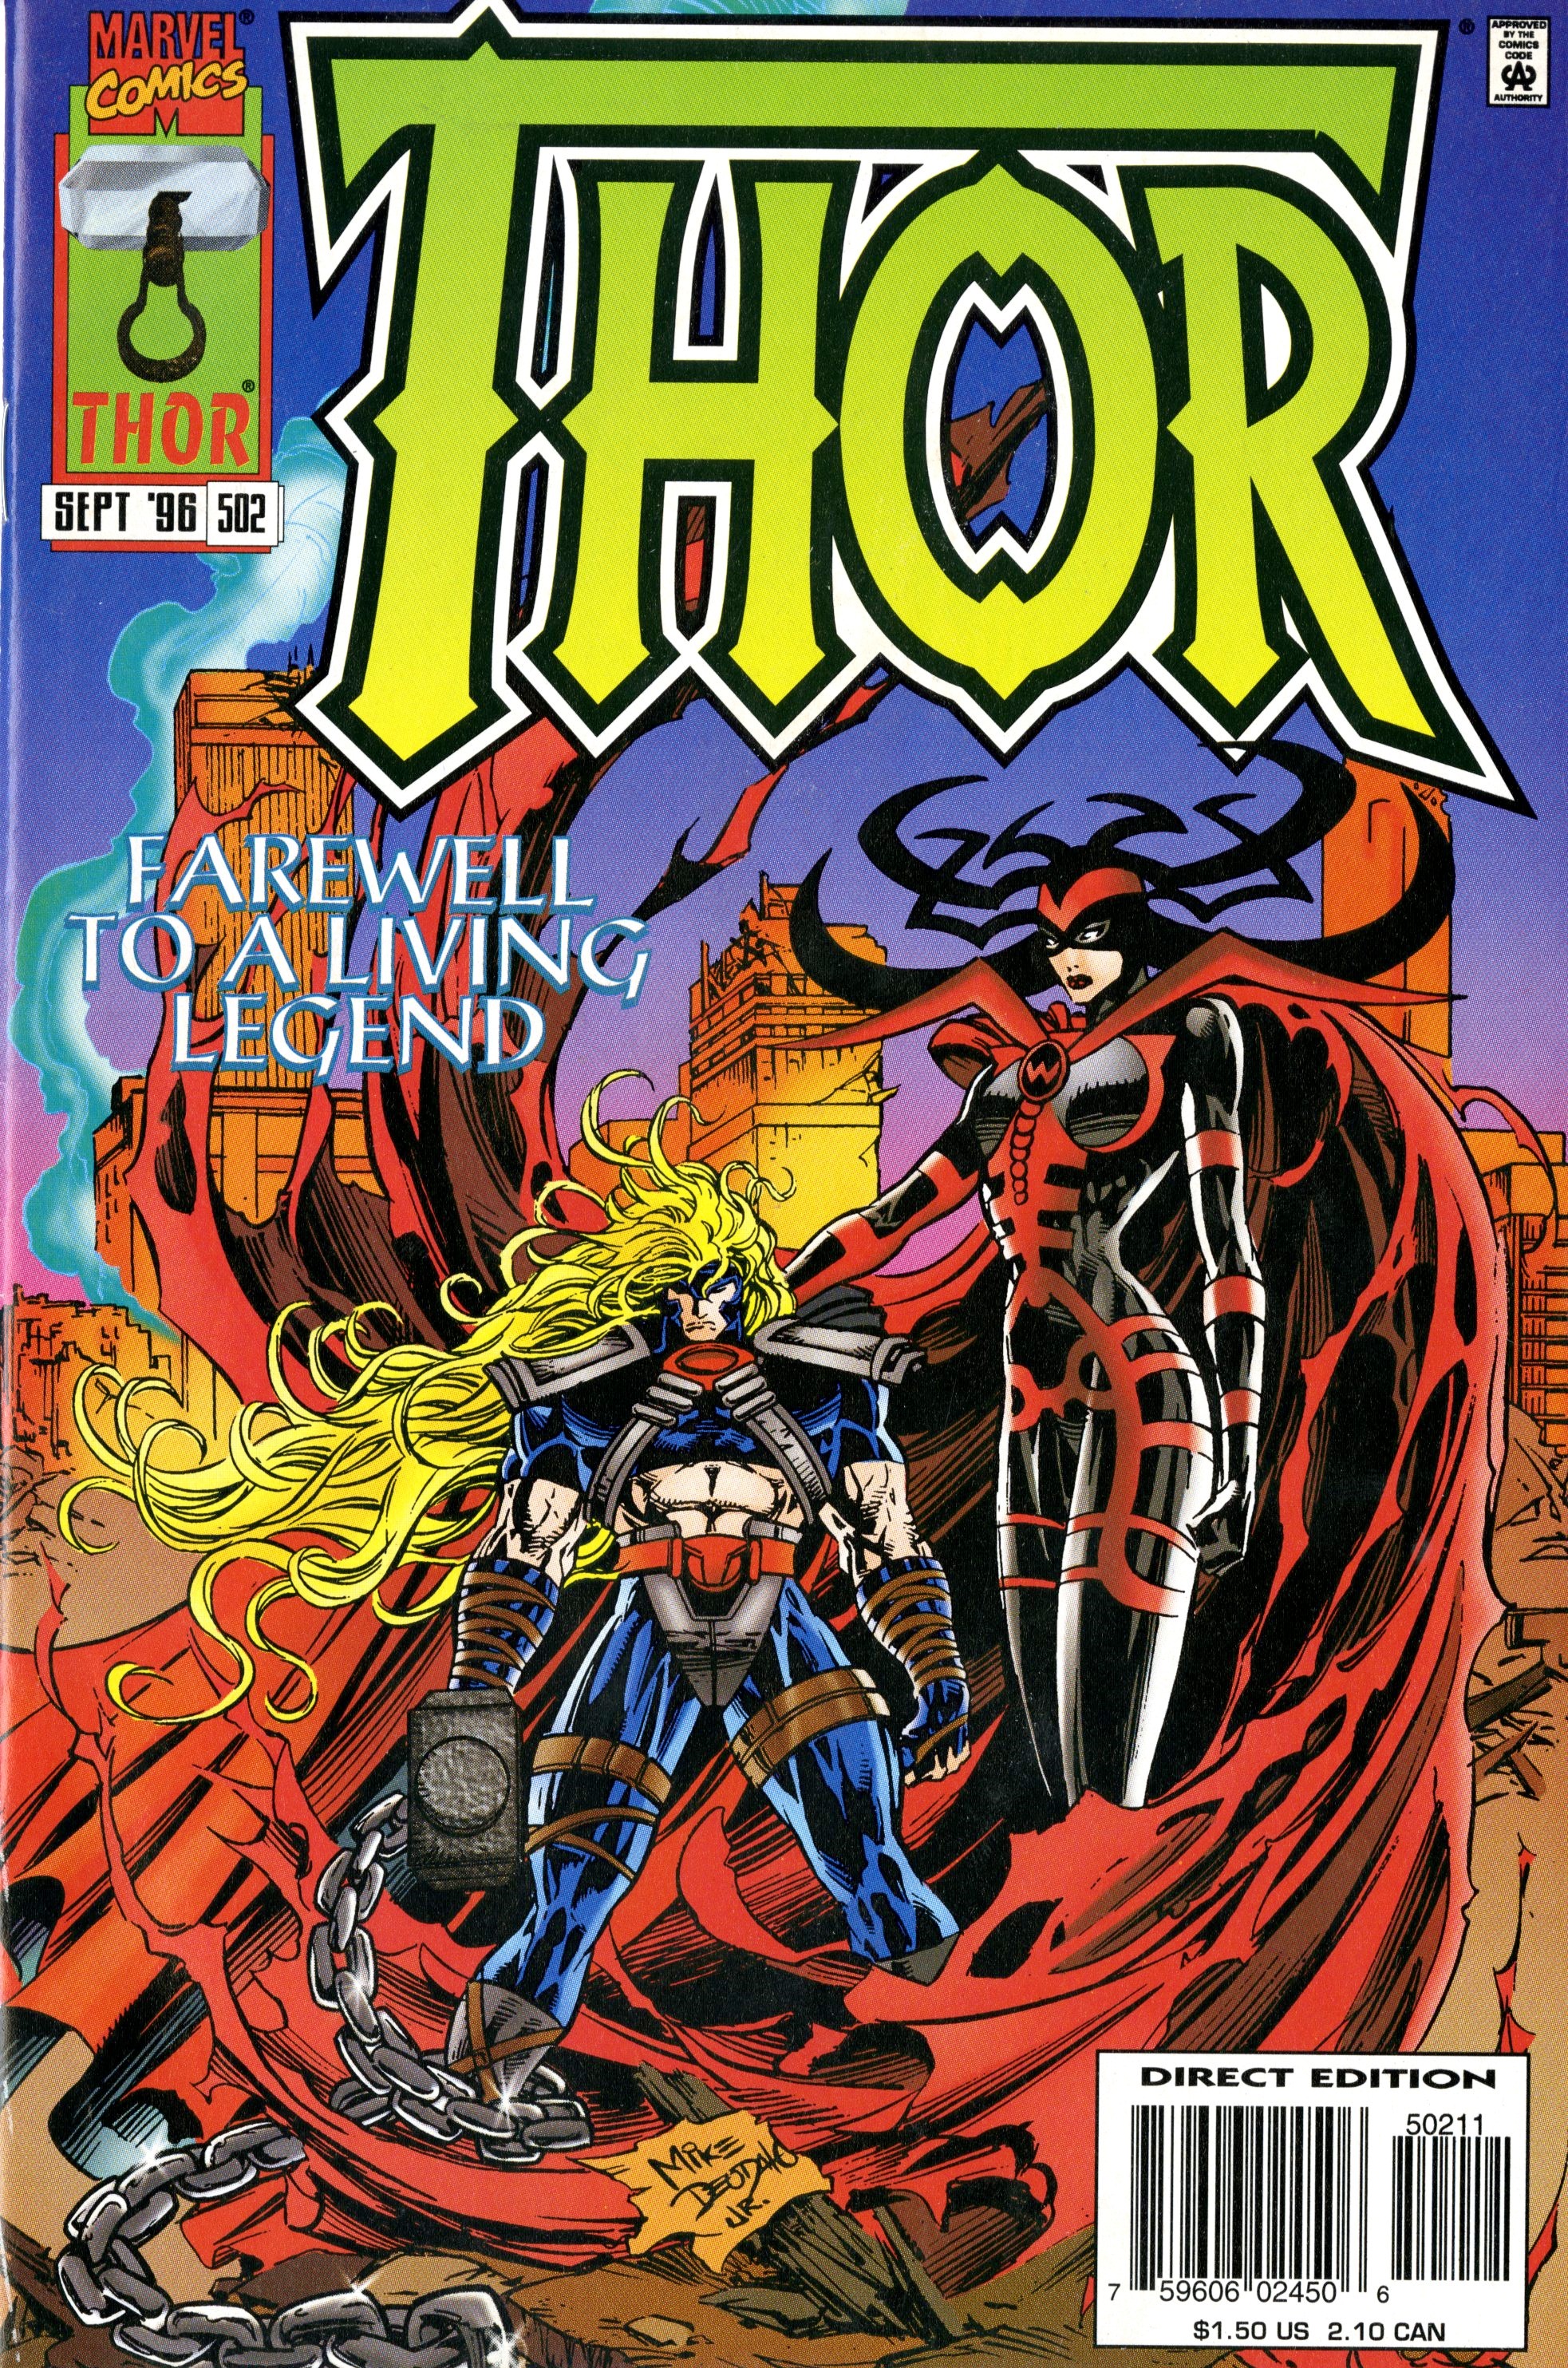 MARVEL®
COMICS
THOR®
SEPT '96 502
THOR®
APPROVED
BY THE
COMICS
CODE
CA
AUTHORITY
FAREWELL
TO A LIVING
LEGEND
MIKE
DEODATO
JR.
DIRECT EDITION
50211
7 59606 02450 6
$1.50 US 2.10 CAN